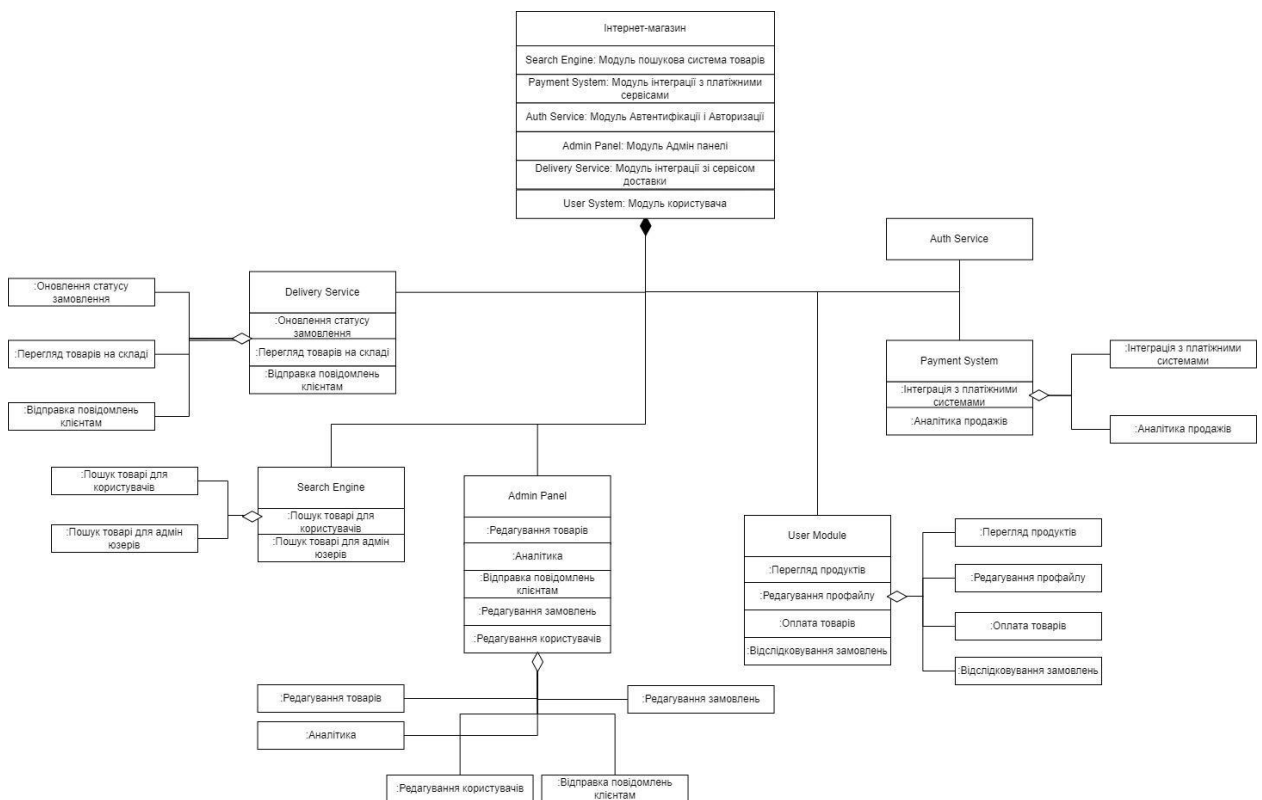 Інтернет-магазин
Search Engine: Модуль пошукова система товарів
Payment System: Модуль інтеграції з платіжними
сервісами
Auth Service: Модуль Автентифікації і Авторизації
Admin Panel: Модуль Адмін панелі
Delivery Service: Модуль інтеграції зі сервісом
доставки
User System: Модуль користувача
Auth Service
:Оновлення статусу
замовлення
:Перегляд товарів на складі
:Відправка повідомлень
клієнтам
Delivery Service
:Оновлення статусу
замовлення
:Перегляд товарів на складі
:Відправка повідомлень
клієнтам
Payment System
:Інтеграція з платіжними
системами
:Аналітика продажів
:Інтеграція з платіжними
системами
:Аналітика продажів
:Пошук товарі для
користувачів
:Пошук товарі для адмін
юзерів
Search Engine
:Пошук товарі для
користувачів
:Пошук товарі для адмін
юзерів
Admin Panel
:Редагування товарів
:Аналітика
:Відправка повідомлень
клієнтам
:Редагування замовлень
:Редагування користувачів
User Module
:Перегляд продуктів
:Редагування профайлу
:Оплата товарів
:Відслідковування замовлень
:Перегляд продуктів
:Редагування профайлу
:Оплата товарів
:Відслідковування замовлень
:Редагування товарів
:Редагування замовлень
:Аналітика
:Редагування користувачів
:Відправка повідомлень
клієнтам